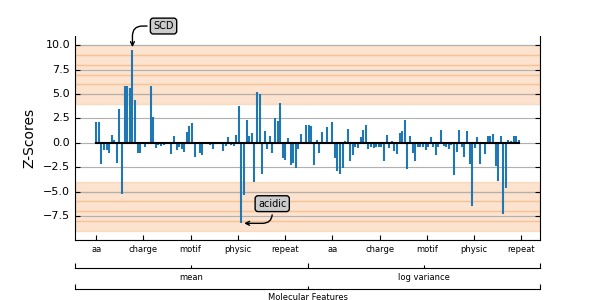 SCD
10.0
7.5
5.0
2.5
0.0
−2.5
−5.0
−7.5
Z-Scores
acidic
aa charge motif physic repeat aa charge motif physic repeat
mean log variance
Molecular Features